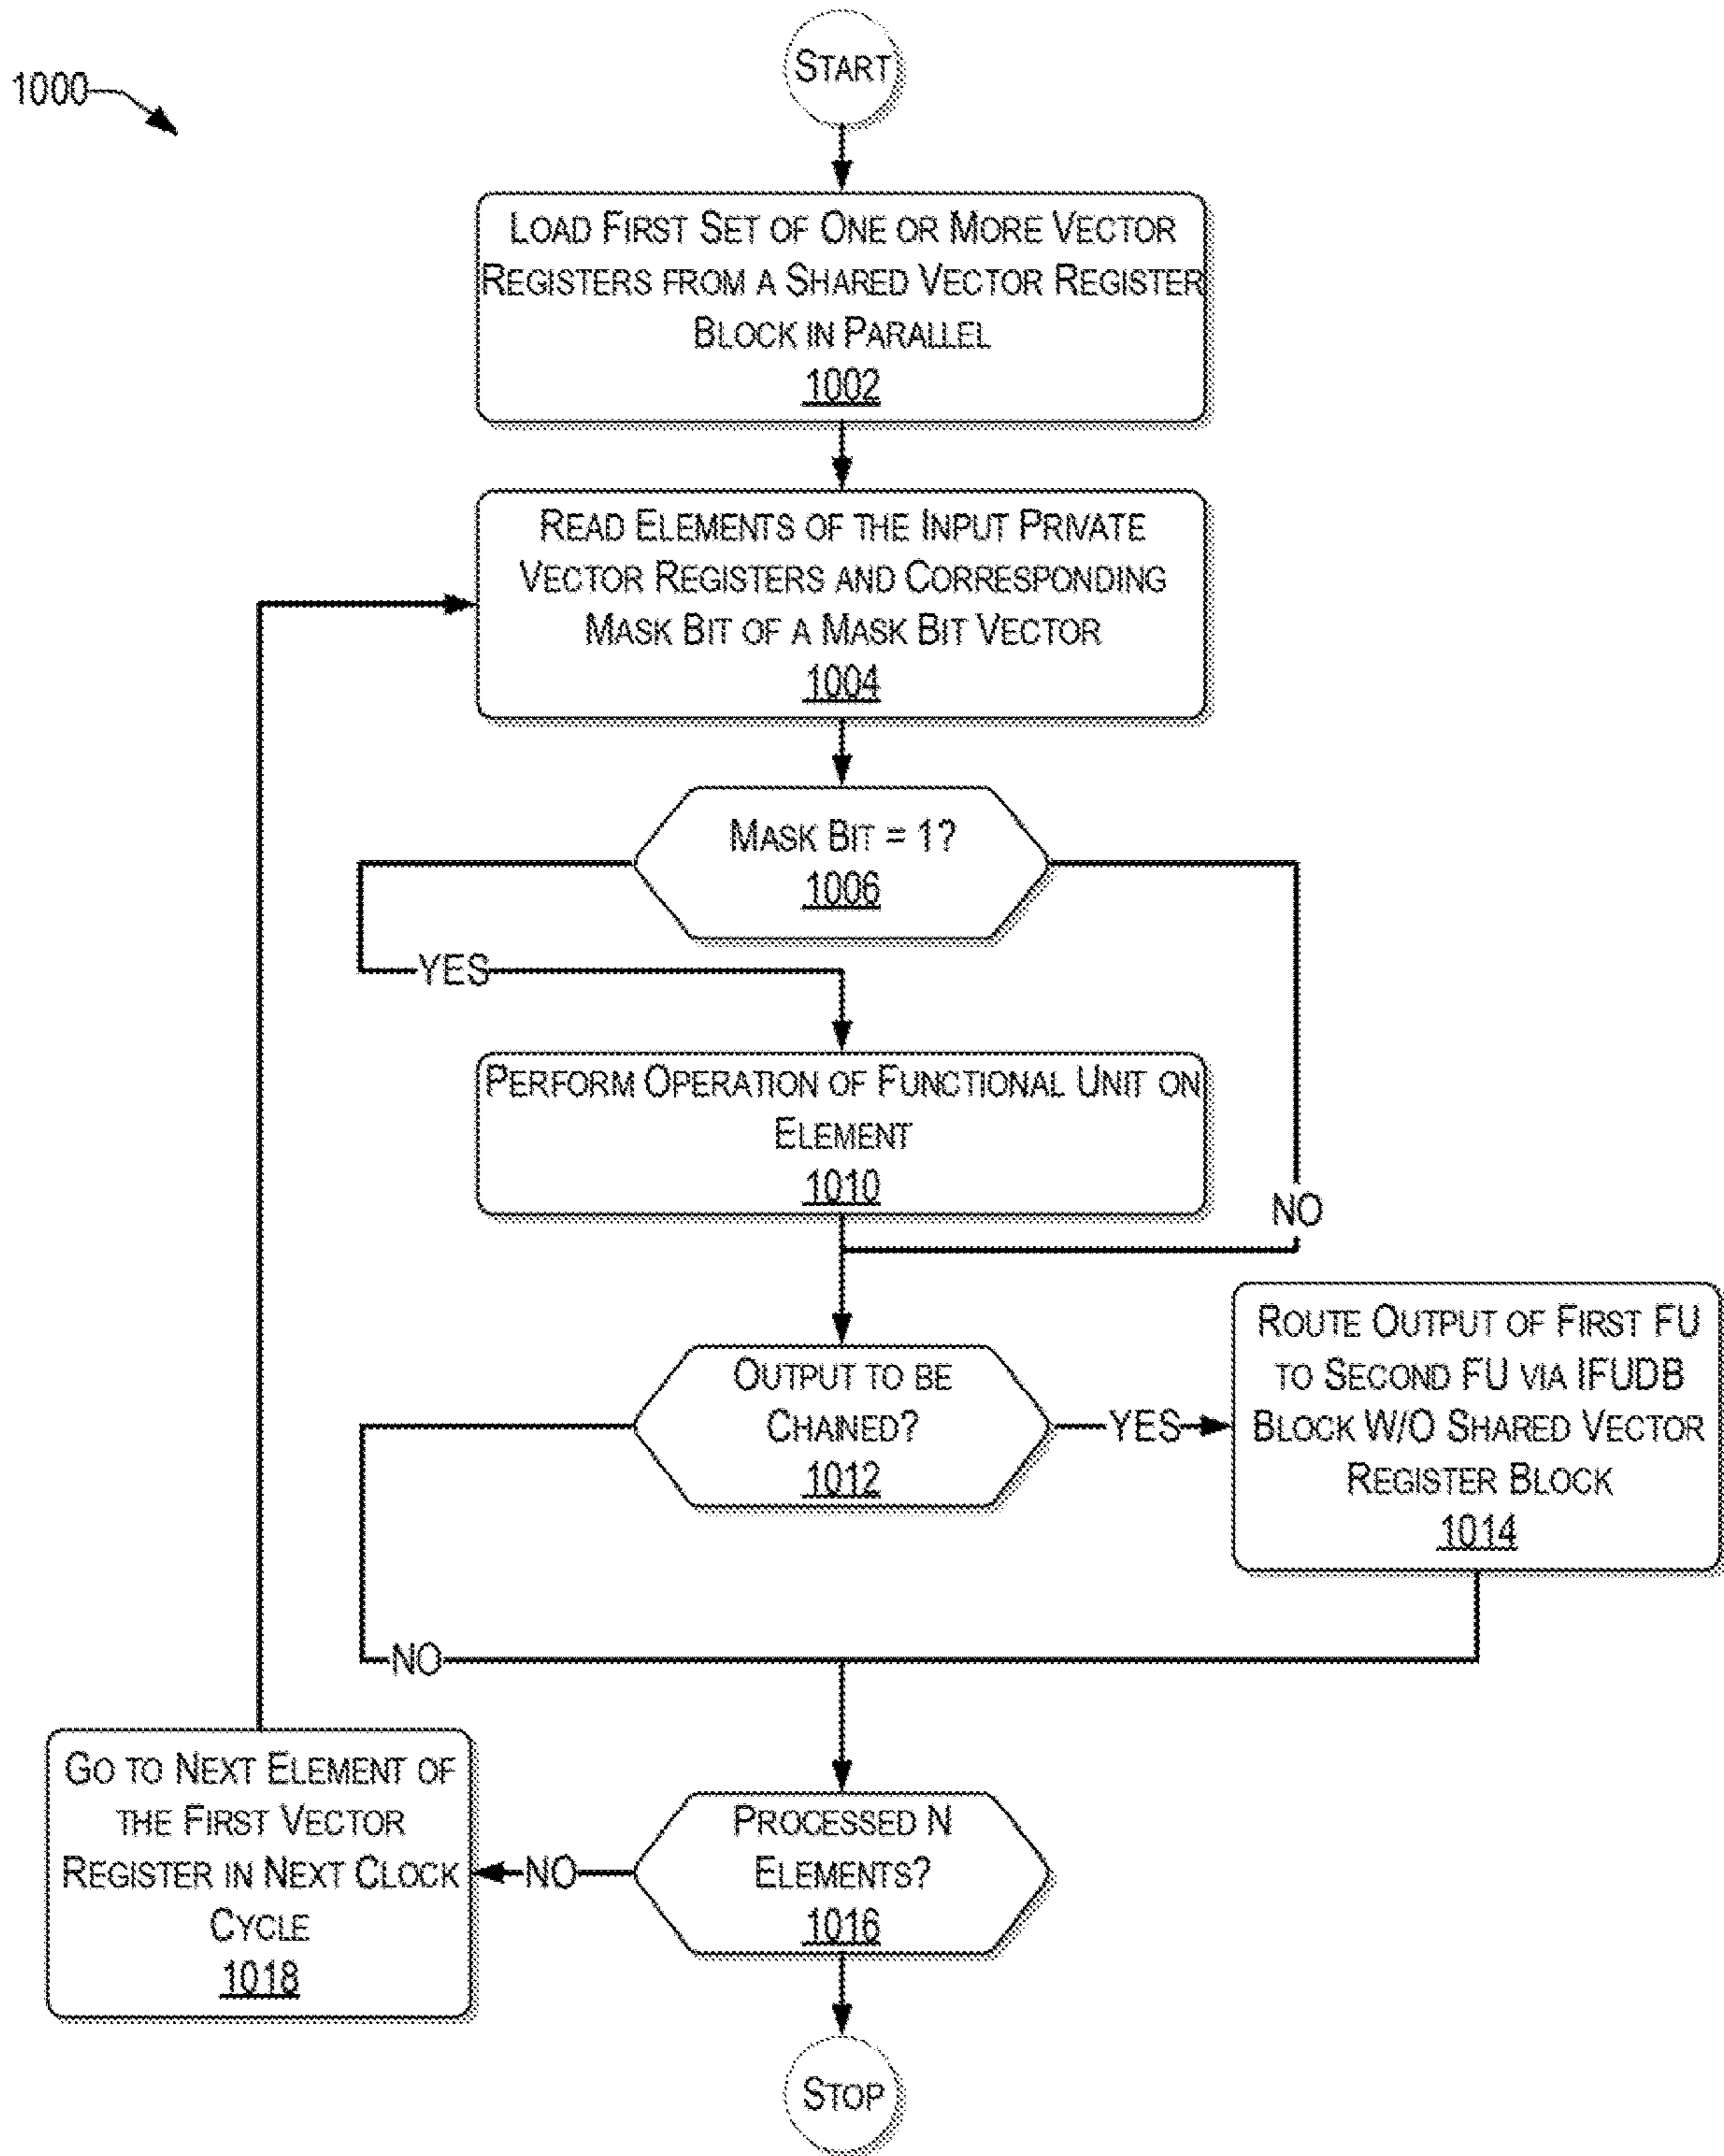 1000
START
LOAD FIRST SET OF ONE OR MORE VECTOR
REGISTERS FROM A SHARED VECTOR REGISTER
BLOCK IN PARALLEL
1002
READ ELEMENTS OF THE INPUT PRIVATE
VECTOR REGISTERS AND CORRESPONDING
MASK BIT OF A MASK BIT VECTOR
1004
MASK BIT = 1?
1006
YES
PERFORM OPERATION OF FUNCTIONAL UNIT ON
ELEMENT
1010
NO
OUTPUT TO BE
CHAINED?
1012
YES
ROUTE OUTPUT OF FIRST FU
TO SECOND FU VIA IFUDB
BLOCK W/O SHARED VECTOR
REGISTER BLOCK
1014
NO
PROCESSED N
ELEMENTS?
1016
NO
GO TO NEXT ELEMENT OF
THE FIRST VECTOR
REGISTER IN NEXT CLOCK
CYCLE
1018
STOP